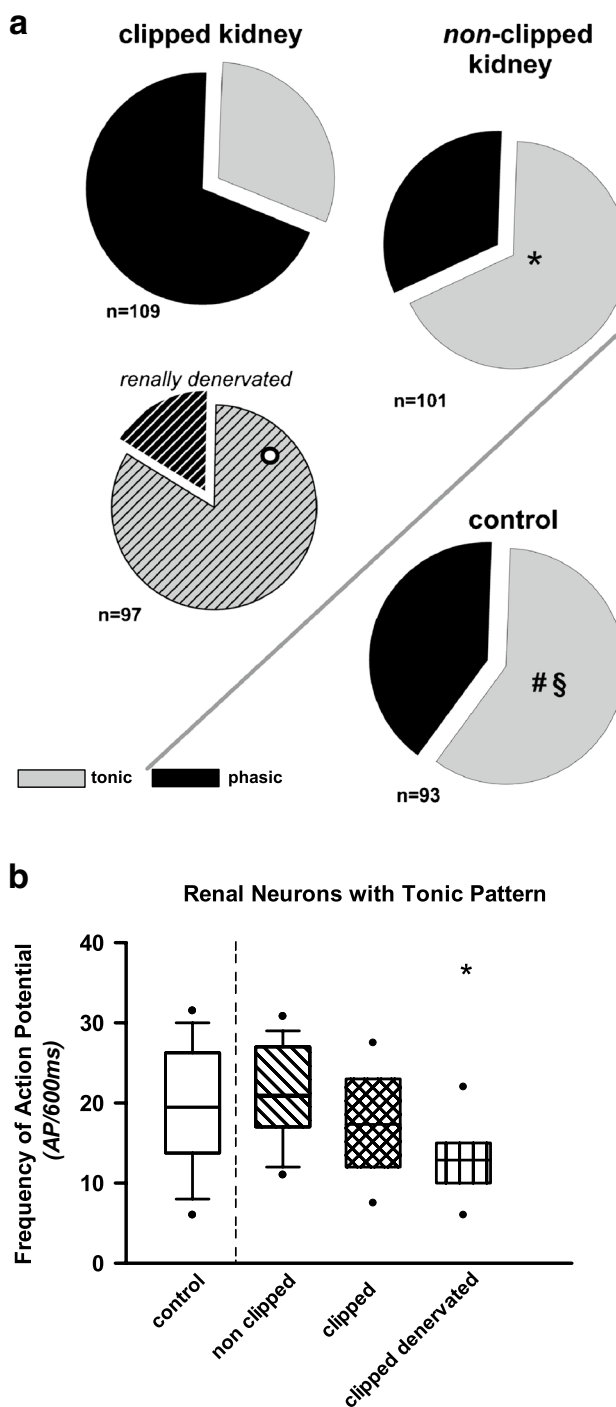 a
clipped kidney
non-clipped
kidney
*
n=109
renally denervated
n=101
control
n=97
# §
tonic
phasic
n=93
b
Renal Neurons with Tonic Pattern
Frequency of Action Potential
(AP/600ms)
40
30
20
10
0
*
control
non clipped
clipped
clipped denervated